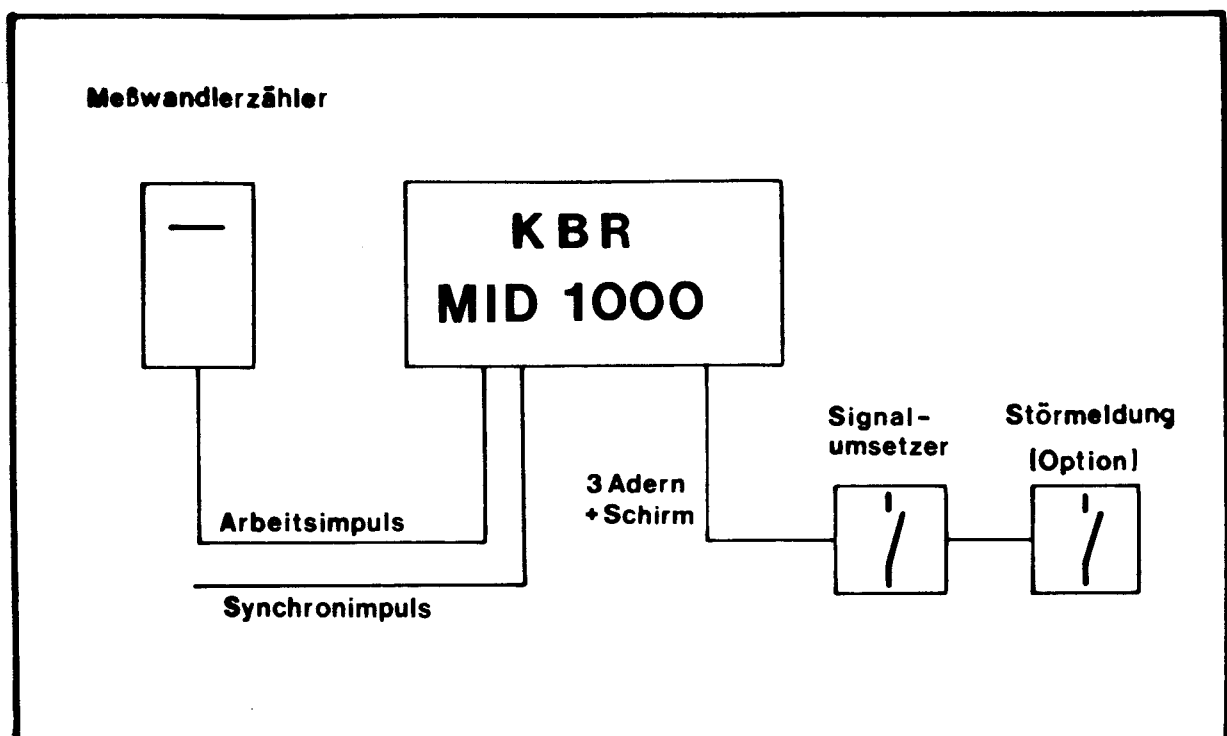 Meßwandlerzähler
KBR
MID 1000
Signal-
umsetzer
Störmeldung
(Option)
3 Adern
+ Schirm
Arbeitsimpuls
Synchronimpuls